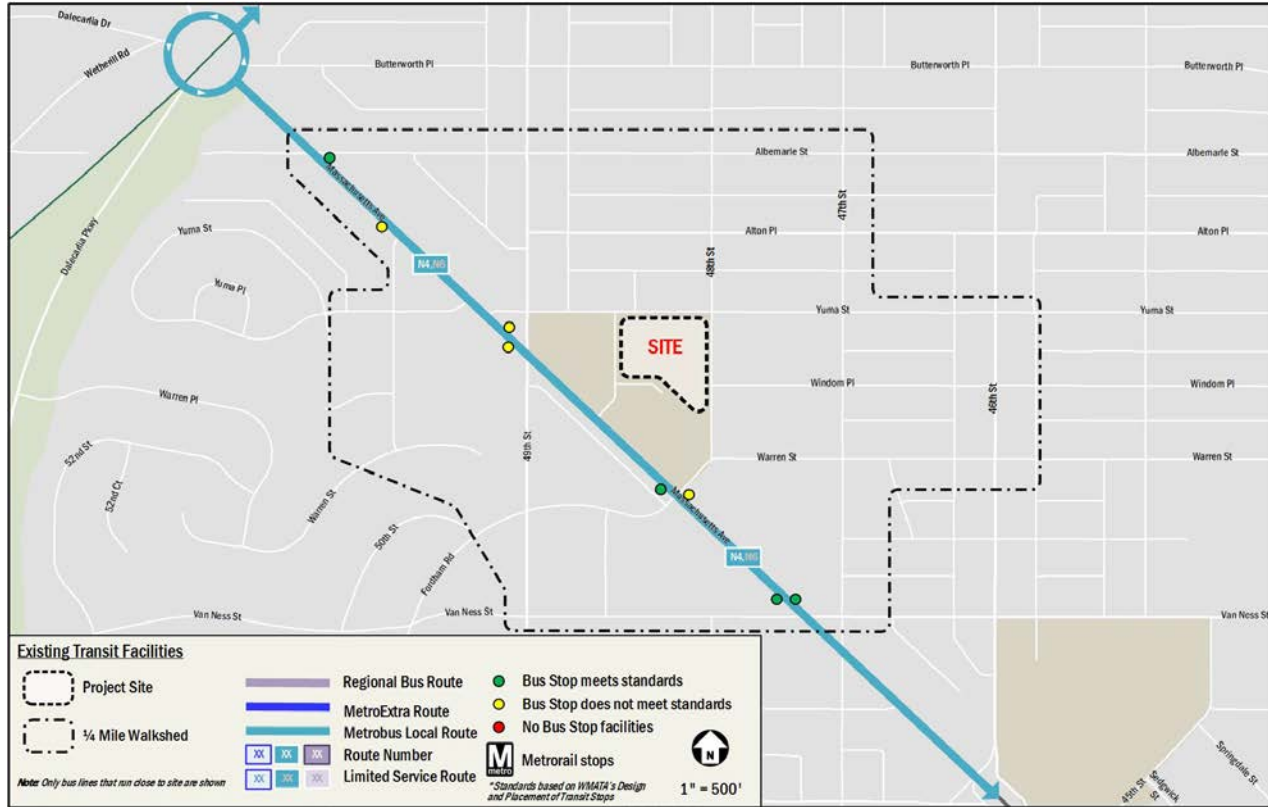 Dalecarlia Dr
Wetherill Rd
Butterworth Pl
Butterworth Pl
Butterworth Pl
Albemarle St
Albemarle St
Massachusetts Ave
47th St
Dalecarlia Pkwy
Yuma St
N4,N6
48th St
Alton Pl
Alton Pl
Yuma Pl
Yuma St
Yuma St
SITE
Windom Pl
46th St
Windom Pl
Warren Pl
49th St
52nd St
Warren St
Warren St
52nd Ct
Warren St
Massachusetts Ave
50th St
N4,N6
Fordham Rd
Van Ness St
Van Ness St
Van Ness St
Existing Transit Facilities
Project Site
¼ Mile Walkshed
Note: Only bus lines that run close to site are shown
Regional Bus Route
MetroExtra Route
Metrobus Local Route
XX XX XX Route Number
XX XX XX Limited Service Route
Bus Stop meets standards
Bus Stop does not meet standards
No Bus Stop facilities
M
metro
Metrorail stops
*Standards based on WMATA's Design
and Placement of Transit Stops
N
1" = 500'
45th St
Sedgwick
St
Springdale St